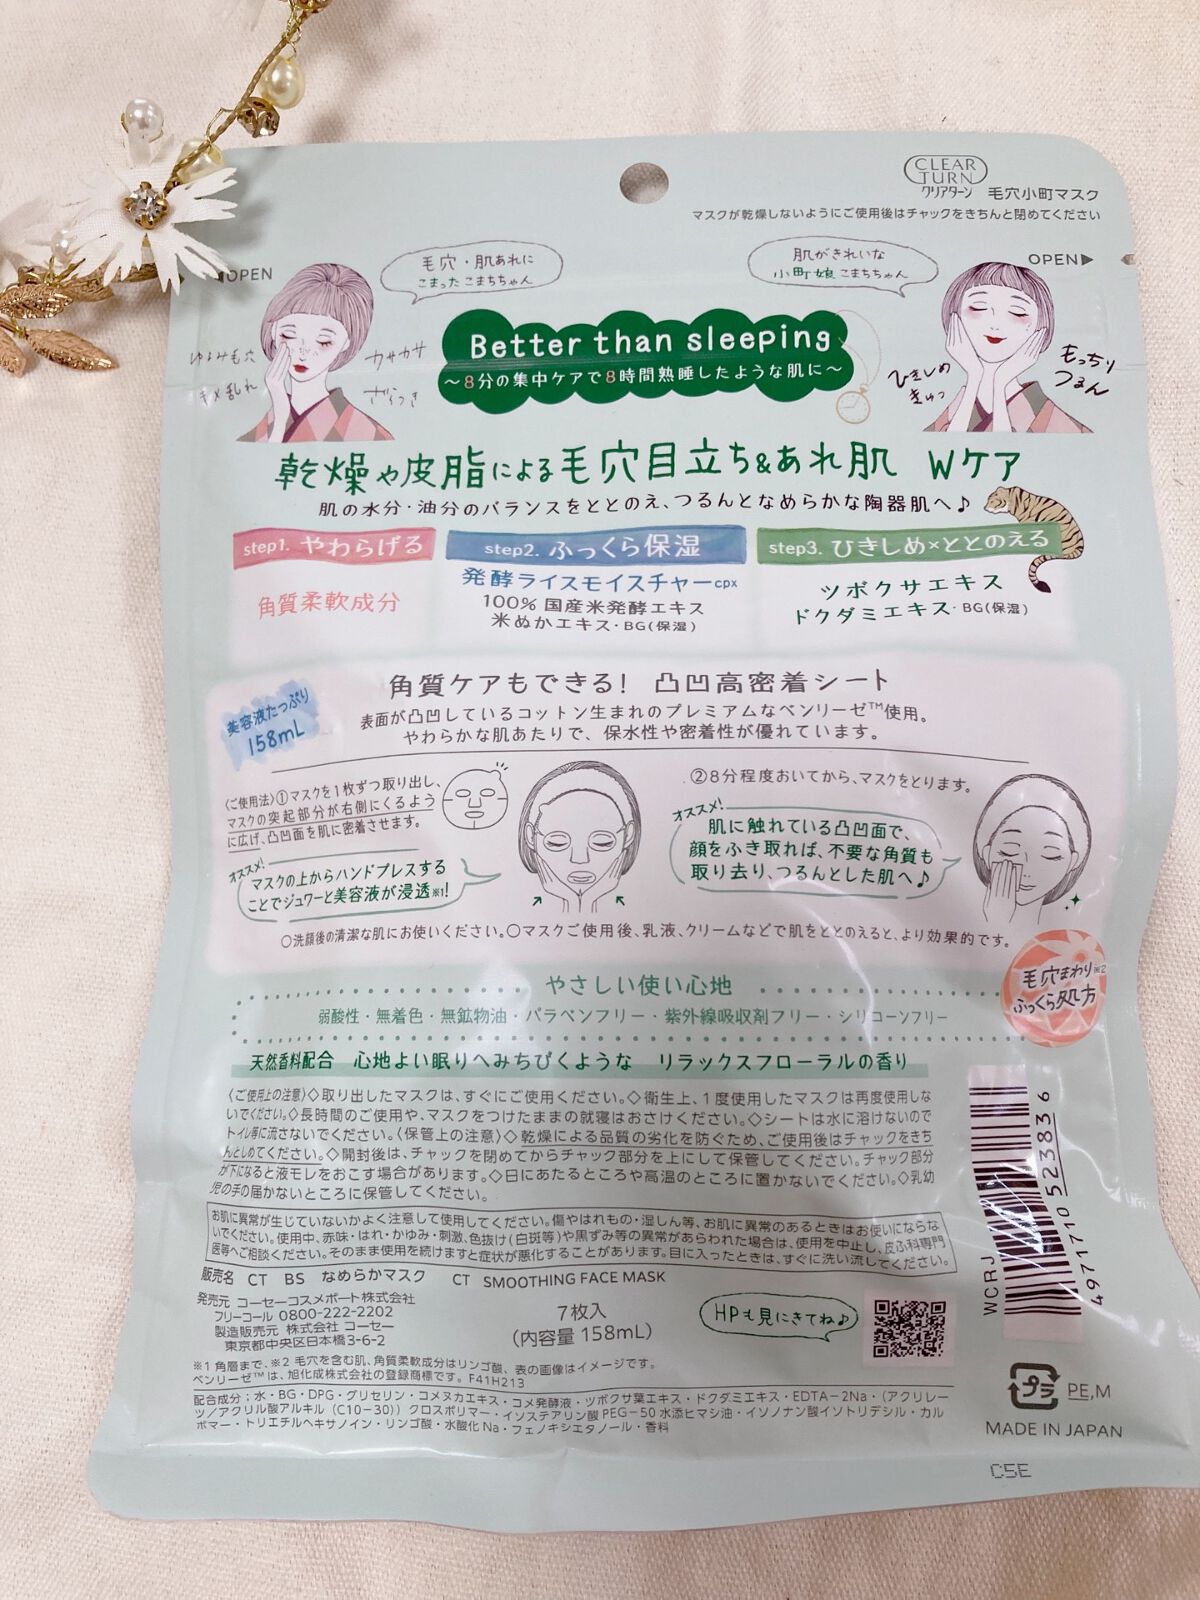 CLEAR
TURN
クリアターン 毛穴小町マスク
マスクが乾燥しないようにご使用後はチャックをきちんと閉めてください
◀OPEN
OPEN▶
毛穴・肌あれに
こまったこまちちゃん
肌がきれいな
小町娘こまちちゃん
ゆるみ毛穴
キメ乱れ
カサカサ
ざらつき
Better than sleeping
～8分の集中ケアで8時間熟睡したような肌に～
ひきしめ
きゅっ
もっちり
つるん
乾燥や皮脂による毛穴目立ち&あれ肌 Wケア
肌の水分・油分のバランスをととのえ、つるんとなめらかな陶器肌へ♪
step1. やわらげる
角質柔軟成分
step2. ふっくら保湿
発酵ライスモイスチャーcpx
100% 国産米発酵エキス
米ぬかエキス・BG(保湿)
step3. ひきしめ×ととのえる
ツボクサエキス
ドクダミエキス・BG(保湿)
角質ケアもできる! 凸凹高密着シート
美容液たっぷり
158mL
表面が凸凹しているコットン生まれのプレミアムなベンリーゼ™使用。
やわらかな肌あたりで、保水性や密着性が優れています。
〈ご使用法〉①マスクを1枚ずつ取り出し、
マスクの突起部分が右側にくるよう
に広げ、凸凹面を肌に密着させます。
オススメ!
マスクの上からハンドプレスする
ことでジュワーと美容液が浸透※1!
②8分程度おいてから、マスクをとります。
オススメ!
肌に触れている凸凹面で、
顔をふき取れば、不要な角質も
取り去り、つるんとした肌へ♪
○洗顔後の清潔な肌にお使いください。○マスクご使用後、乳液、クリームなどで肌をととのえると、より効果的です。
毛穴まわり※2
ふっくら処方
やさしい使い心地
弱酸性・無着色・無鉱物油・パラベンフリー・紫外線吸収剤フリー・シリコーンフリー
天然香料配合 心地よい眠りへみちびくような リラックスフローラルの香り
〈ご使用上の注意〉◇取り出したマスクは、すぐにご使用ください。◇衛生上、1度使用したマスクは再度使用しな
いでください。◇長時間のご使用や、マスクをつけたままの就寝はおさけください。◇シートは水に溶けないので
トイレ等に流さないでください。〈保管上の注意〉◇乾燥による品質の劣化を防ぐため、ご使用後はチャックをきち
んとしめてください。◇開封後は、チャックを閉めてからチャック部分を上にして保管してください。チャック部分
が下になると液モレをおこす場合があります。◇日にあたるところや高温のところに置かないでください。◇乳幼
児の手の届かないところに保管してください。
お肌に異常が生じていないかよく注意して使用してください。傷やはれもの・湿しん等、お肌に異常のあるときはお使いにならな
いでください。使用中、赤味・はれ・かゆみ・刺激、色抜け(白斑等)や黒ずみ等の異常があらわれた場合は、使用を中止し、皮ふ科専門
医等へご相談ください。そのまま使用を続けますと症状が悪化することがあります。目に入ったときは、すぐに洗い流してください。
販売名 CT BS なめらかマスク CT SMOOTHING FACE MASK
発売元 コーセーコスメポート株式会社
フリーコール 0800-222-2202
製造販売元 株式会社 コーセー
東京都中央区日本橋3-6-2
7枚入
(内容量 158mL)
HPも見にきてね♪
※1 角層まで、※2 毛穴を含む肌、角質柔軟成分はリンゴ酸、表の画像はイメージです。
ベンリーゼ™は、旭化成株式会社の登録商標です。F41H213
配合成分:水・BG・DPG・グリセリン・コメヌカエキス・コメ発酵液・ツボクサ葉エキス・ドクダミエキス・EDTA-2Na・(アクリレー
ツ/アクリル酸アルキル(C10-30))クロスポリマー・イソステアリン酸PEG-50水添ヒマシ油・イソノナン酸イソトリデシル・カル
ボマー・トリエチルヘキサノイン・リンゴ酸・水酸化Na・フェノキシエタノール・香料
WCRJ
4971710523836
プラ PE,M
MADE IN JAPAN
C5E